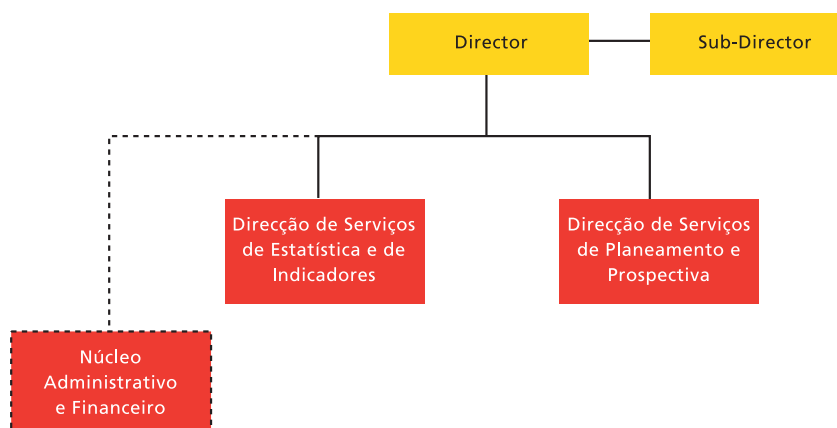 Director
Sub-Director
Direcção de Serviços
de Estatística e de
Indicadores
Direcção de Serviços
de Planeamento e
Prospectiva
Núcleo
Administrativo
e Financeiro